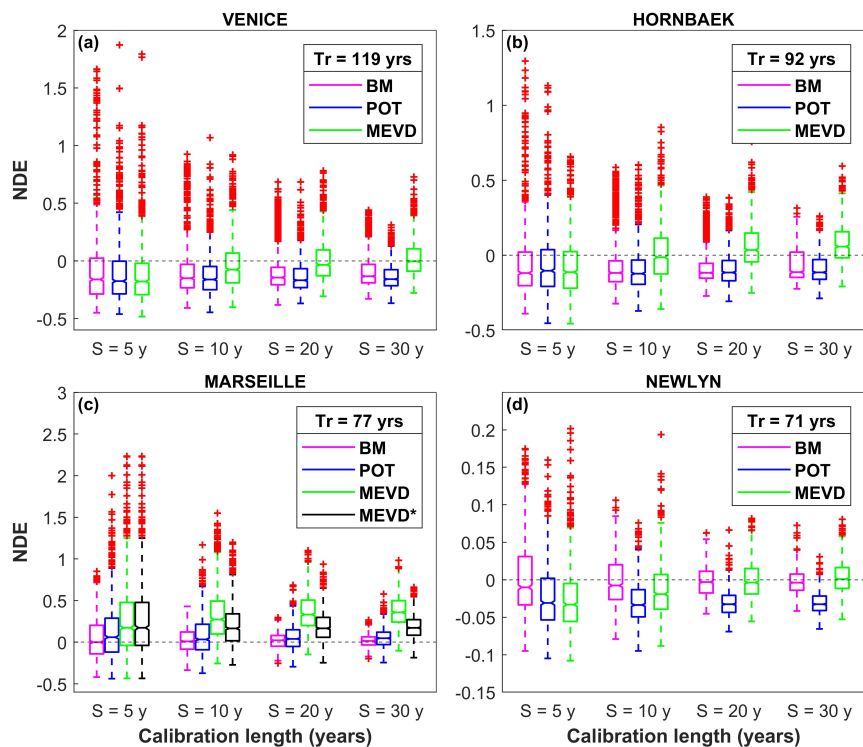 VENICE
(a)
Tr = 119 yrs
BM
POT
MEVD
NDE
2
1.5
1
0.5
0
-0.5
S = 5 y S = 10 y S = 20 y S = 30 y
HORNBAEK
(b)
Tr = 92 yrs
BM
POT
MEVD
1.5
1
0.5
0
-0.5
S = 5 y S = 10 y S = 20 y S = 30 y
MARSEILLE
(c)
Tr = 77 yrs
BM
POT
MEVD
MEVD*
NDE
3
2.5
2
1.5
1
0.5
0
-0.5
S = 5 y S = 10 y S = 20 y S = 30 y
Calibration length (years)
NEWLYN
(d)
Tr = 71 yrs
BM
POT
MEVD
0.2
0.15
0.1
0.05
0
-0.05
-0.1
-0.15
S = 5 y S = 10 y S = 20 y S = 30 y
Calibration length (years)